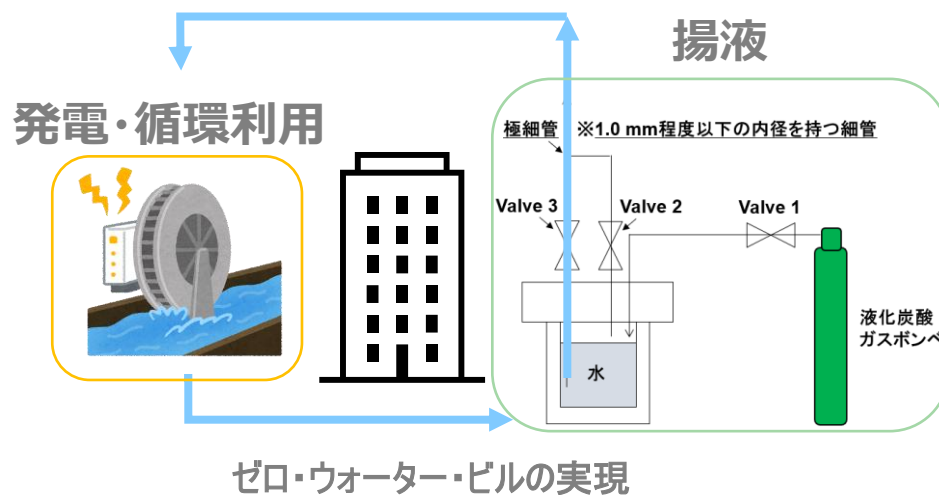 揚液
発電・循環利用
極細管 ※1.0 mm程度以下の内径を持つ細管
Valve 3
Valve 2
Valve 1
水
液化炭酸
ガスボンベ
ゼロ・ウォーター・ビルの実現